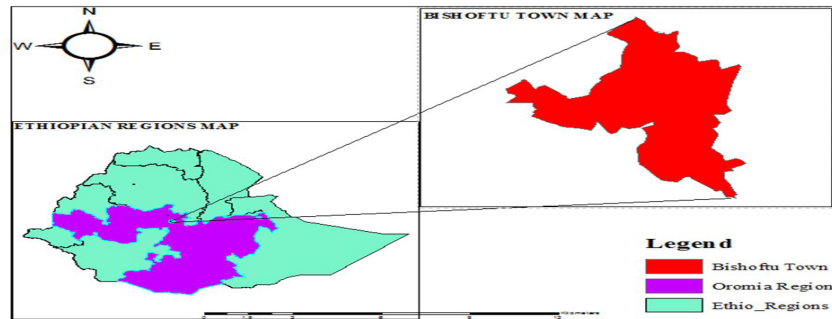 N
W E
S
BISHOFTU TOWN MAP
ETHIOPIAN REGIONS MAP
Legend
Bishoftu Town
Oromia Region
Ethio_Regions